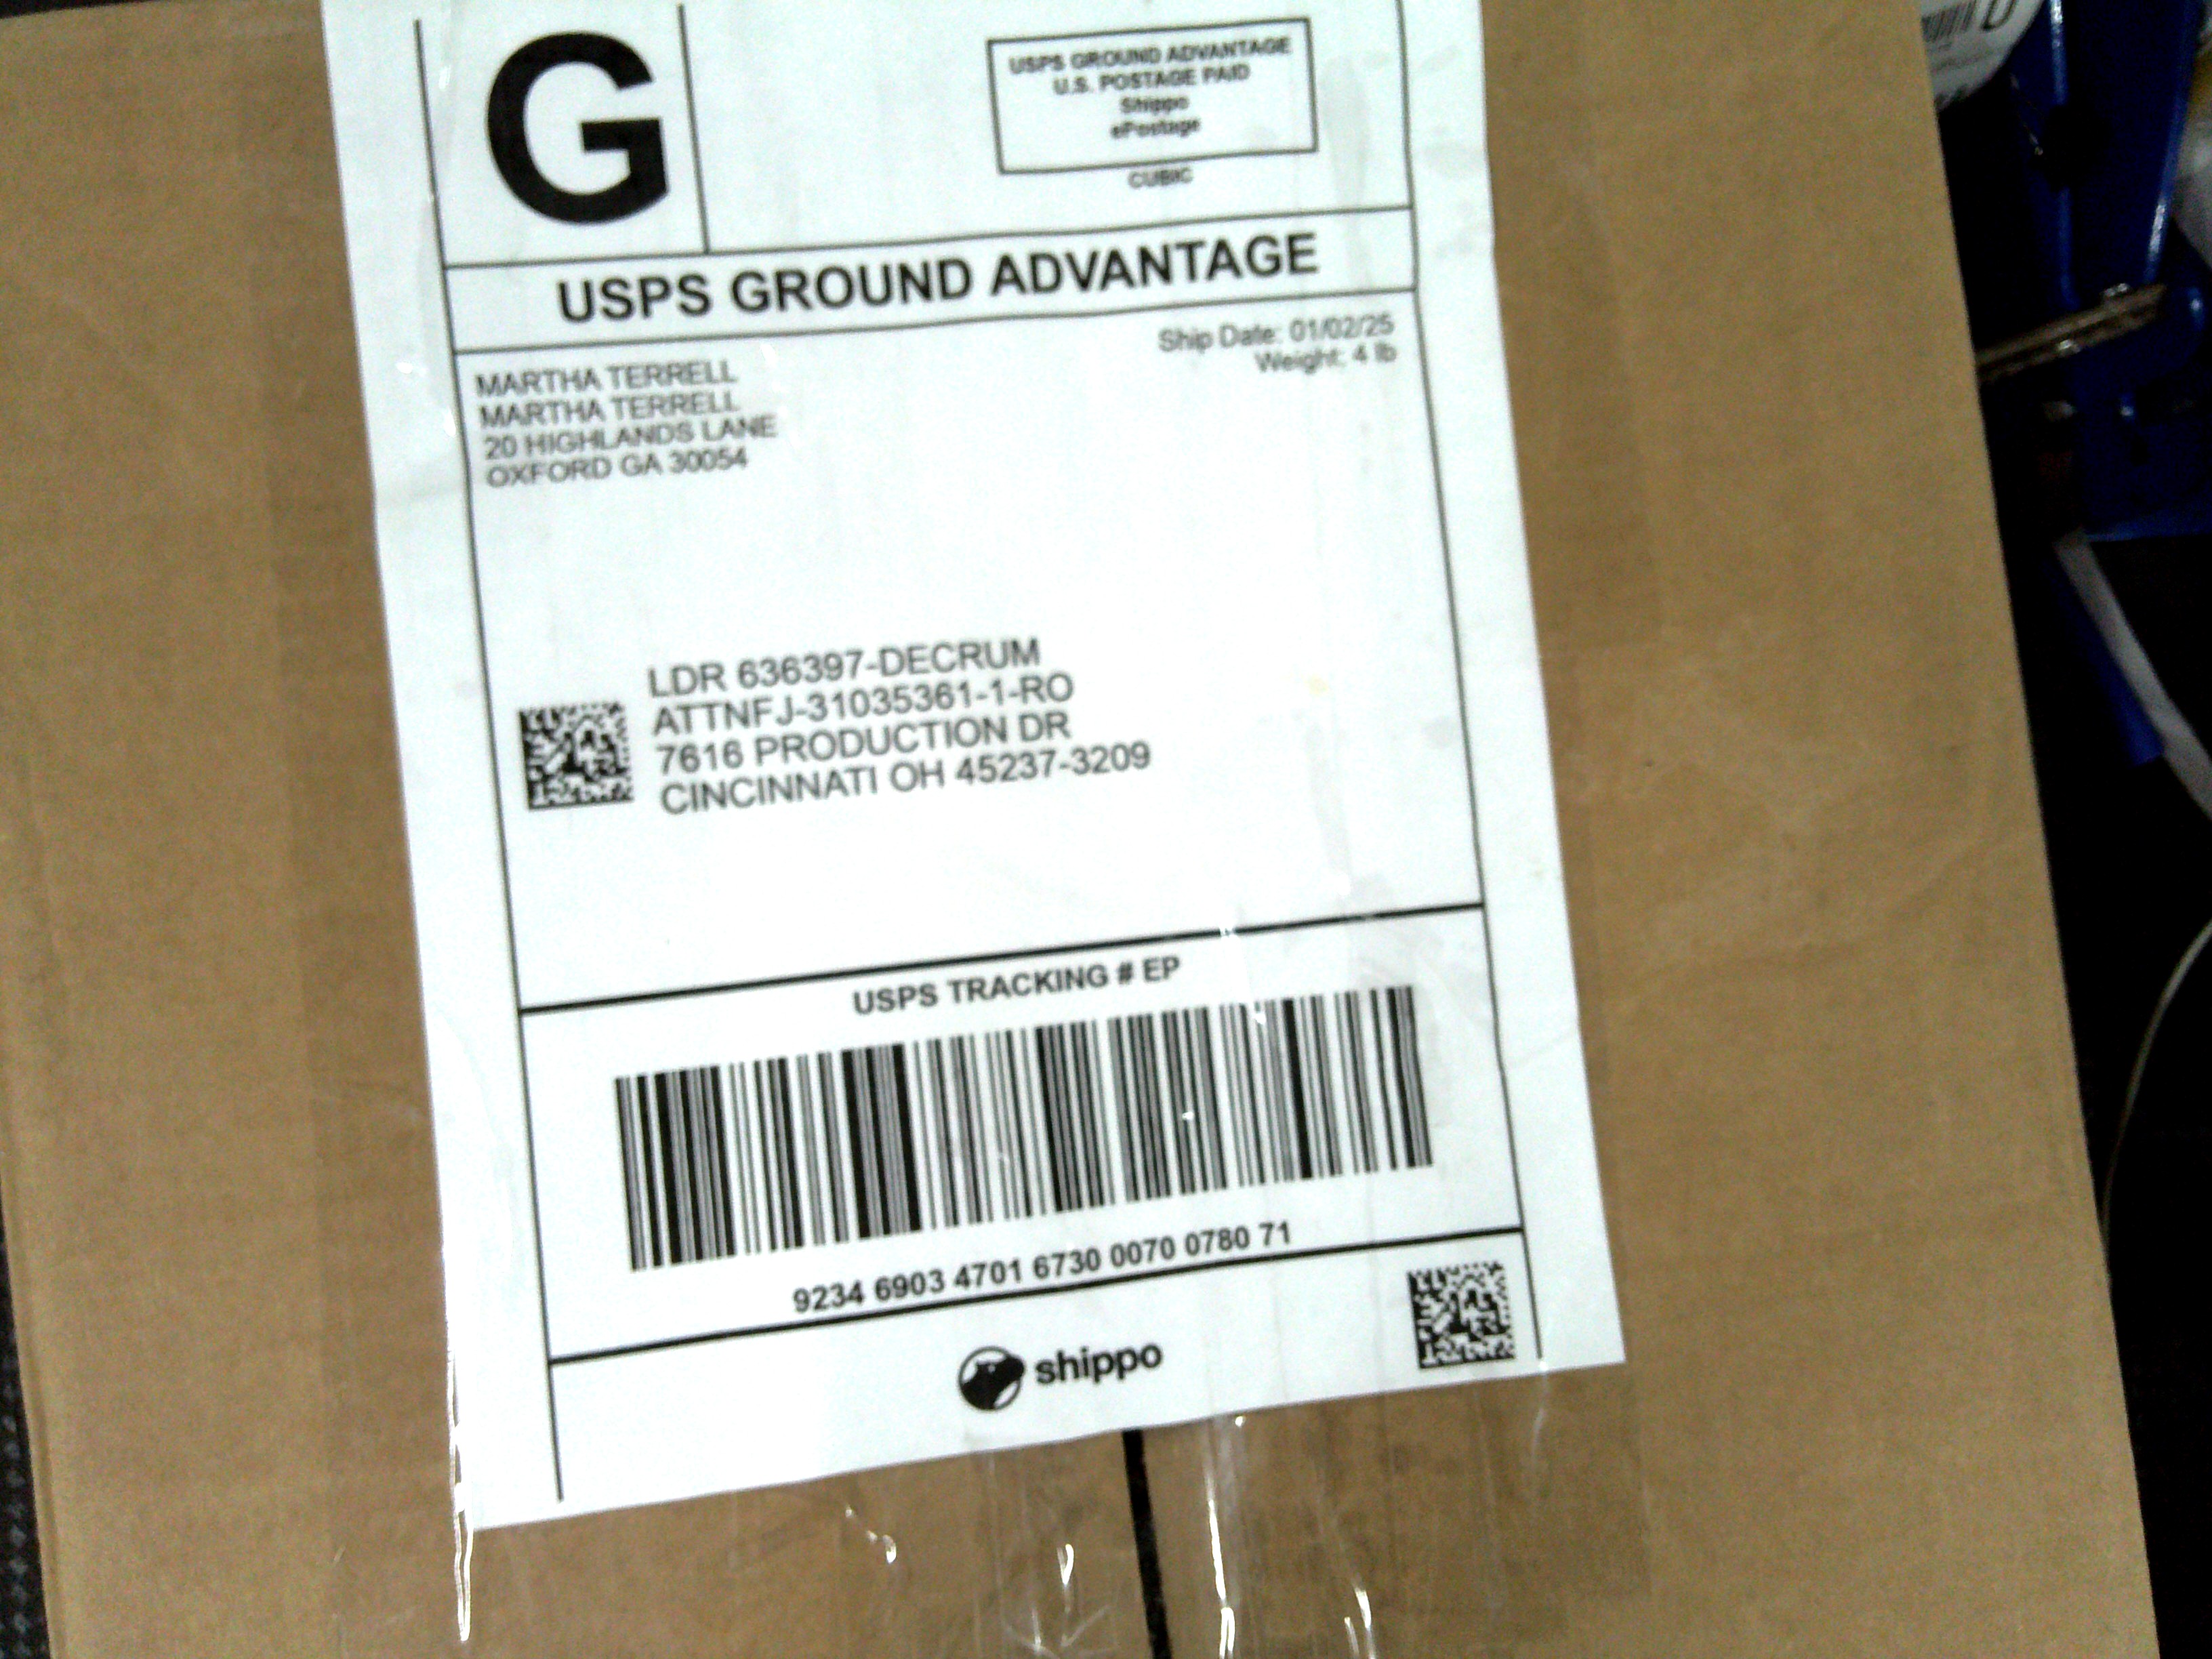 G
USPS GROUND ADVANTAGE
U.S. POSTAGE PAID
Shippo
ePostage
CUBIC
USPS GROUND ADVANTAGE
Ship Date: 01/02/25
Weight: 4 lb
MARTHA TERRELL
MARTHA TERRELL
20 HIGHLANDS LANE
OXFORD GA 30054
LDR 636397-DECRUM
ATTNFJ-31035361-1-RO
7616 PRODUCTION DR
CINCINNATI OH 45237-3209
USPS TRACKING # EP
9234 6903 4701 6730 0070 0780 71
shippo